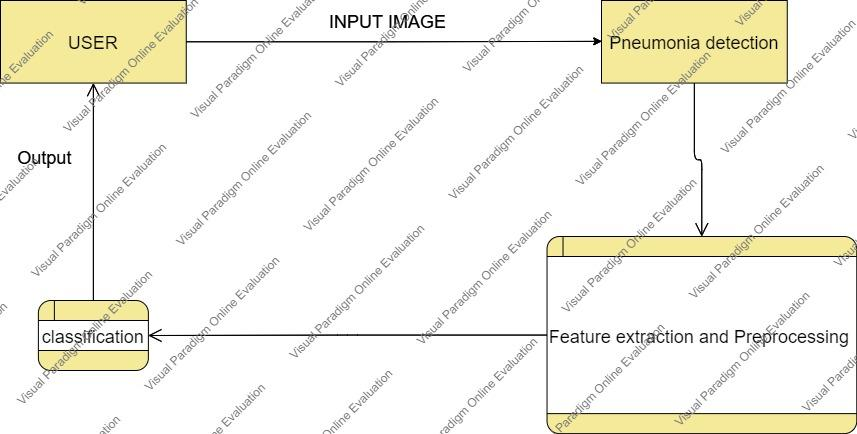 INPUT IMAGE
USER
Pneumonia detection
Output
classification
Feature extraction and Preprocessing
Visual Paradigm Online Evaluation